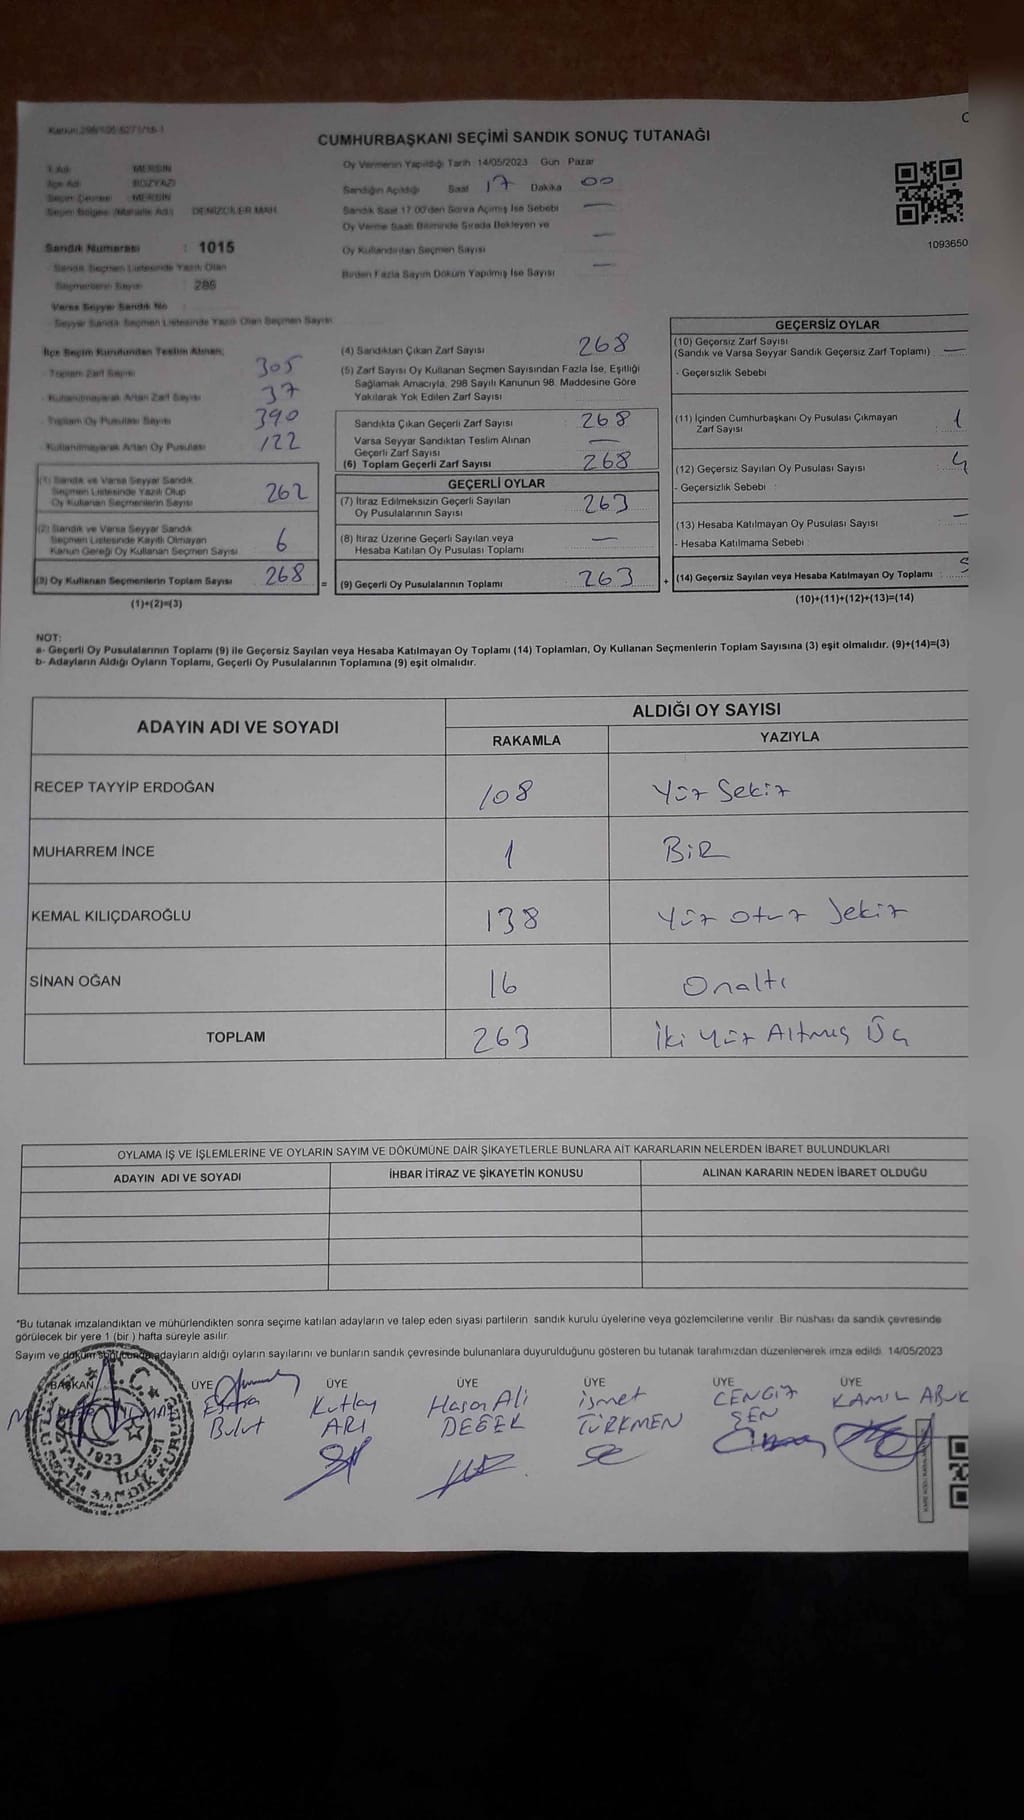 CUMHURBAŞKANI SEÇİMİ SANDIK SONUÇ TUTANAĞI
İl Adı MERSİN
İlçe Adı BOZYAZI
Seçim Çevresi MERSİN
Seçim Bölgesi (Mahalle Adı) DENİZCİLER MAH.
Sandık Numarası : 1015
Sandık Seçmen Listesinde Yazılı Olan
Seçmenlerin Sayısı :
Varsa Seyyar Sandık No
Seyyar Sandık Seçmen Listesinde Yazılı Olan Seçmen Sayısı
Oy Vermenin Yapıldığı Tarih 14/05/2023 Gün Pazar
Sandığın Açıldığı Saat 17 Dakika 00
Sandık Saat 17.00'den Sonra Açılmış İse Sebebi —
Oy Verme Saati Bitiminde Sırada Bekleyen ve
Oy Kullandırılan Seçmen Sayısı —
Birden Fazla Sayım Döküm Yapılmış İse Sayısı —
1093650
İlçe Seçim Kurulundan Teslim Alınan;
- Toplam Zarf Sayısı 305
- Kullanılmayarak Artan Zarf Sayısı 37
- Toplam Oy Pusulası Sayısı 390
- Kullanılmayarak Artan Oy Pusulası 122
(1) Sandık ve Varsa Seyyar Sandık
Seçmen Listesinde Yazılı Olup
Oy Kullanan Seçmenlerin Sayısı 262
(2) Sandık ve Varsa Seyyar Sandık
Seçmen Listesinde Kayıtlı Olmayan
Kanun Gereği Oy Kullanan Seçmen Sayısı 6
(3) Oy Kullanan Seçmenlerin Toplam Sayısı 268 =
(1)+(2)=(3)
(4) Sandıktan Çıkan Zarf Sayısı 268
(5) Zarf Sayısı Oy Kullanan Seçmen Sayısından Fazla İse, Eşitliği
Sağlamak Amacıyla, 298 Sayılı Kanunun 98. Maddesine Göre
Yakılarak Yok Edilen Zarf Sayısı
Sandıkta Çıkan Geçerli Zarf Sayısı 268
Varsa Seyyar Sandıktan Teslim Alınan
Geçerli Zarf Sayısı —
(6) Toplam Geçerli Zarf Sayısı 268
GEÇERLİ OYLAR
(7) İtiraz Edilmeksizin Geçerli Sayılan
Oy Pusulalarının Sayısı 263
(8) İtiraz Üzerine Geçerli Sayılan veya
Hesaba Katılan Oy Pusulası Toplamı —
(9) Geçerli Oy Pusulalarının Toplamı 263 +
GEÇERSİZ OYLAR
(10) Geçersiz Zarf Sayısı
(Sandık ve Varsa Seyyar Sandık Geçersiz Zarf Toplamı) —
- Geçersizlik Sebebi
(11) İçinden Cumhurbaşkanı Oy Pusulası Çıkmayan
Zarf Sayısı 1
(12) Geçersiz Sayılan Oy Pusulası Sayısı 4
- Geçersizlik Sebebi :
(13) Hesaba Katılmayan Oy Pusulası Sayısı —
- Hesaba Katılmama Sebebi :
(14) Geçersiz Sayılan veya Hesaba Katılmayan Oy Toplamı 5
(10)+(11)+(12)+(13)=(14)
NOT:
a- Geçerli Oy Pusulalarının Toplamı (9) ile Geçersiz Sayılan veya Hesaba Katılmayan Oy Toplamı (14) Toplamları, Oy Kullanan Seçmenlerin Toplam Sayısına (3) eşit olmalıdır. (9)+(14)=(3)
b- Adayların Aldığı Oyların Toplamı, Geçerli Oy Pusulalarının Toplamına (9) eşit olmalıdır.
ADAYIN ADI VE SOYADI ALDIĞI OY SAYISI
RAKAMLA YAZIYLA
RECEP TAYYİP ERDOĞAN 108 Yüz Sekiz
MUHARREM İNCE 1 BİR
KEMAL KILIÇDAROĞLU 138 Yüz Otuz Sekiz
SİNAN OĞAN 16 Onaltı
TOPLAM 263 İki Yüz Altmış Üç
OYLAMA İŞ VE İŞLEMLERİNE VE OYLARIN SAYIM VE DÖKÜMÜNE DAİR ŞİKAYETLERLE BUNLARA AİT KARARLARIN NELERDEN İBARET BULUNDUKLARI
ADAYIN ADI VE SOYADI İHBAR İTİRAZ VE ŞİKAYETİN KONUSU ALINAN KARARIN NEDEN İBARET OLDUĞU
*Bu tutanak imzalandıktan ve mühürlendikten sonra seçime katılan adayların ve talep eden siyasi partilerin sandık kurulu üyelerine veya gözlemcilerine verilir. Bir nüshası da sandık çevresinde
görülecek bir yere 1 (bir ) hafta süreyle asılır.
Sayım ve döküm sonucunda adayların aldığı oyların sayılarını ve bunların sandık çevresinde bulunanlara duyurulduğunu gösteren bu tutanak tarafımızdan düzenlenerek imza edildi. 14/05/2023
BAŞKAN ÜYE ÜYE ÜYE ÜYE ÜYE ÜYE
Esra Kutlay Hasan Ali ismet CENGİZ KAMİL ABUK
Bulut ARI DEĞER TÜRKMEN ŞEN
1923